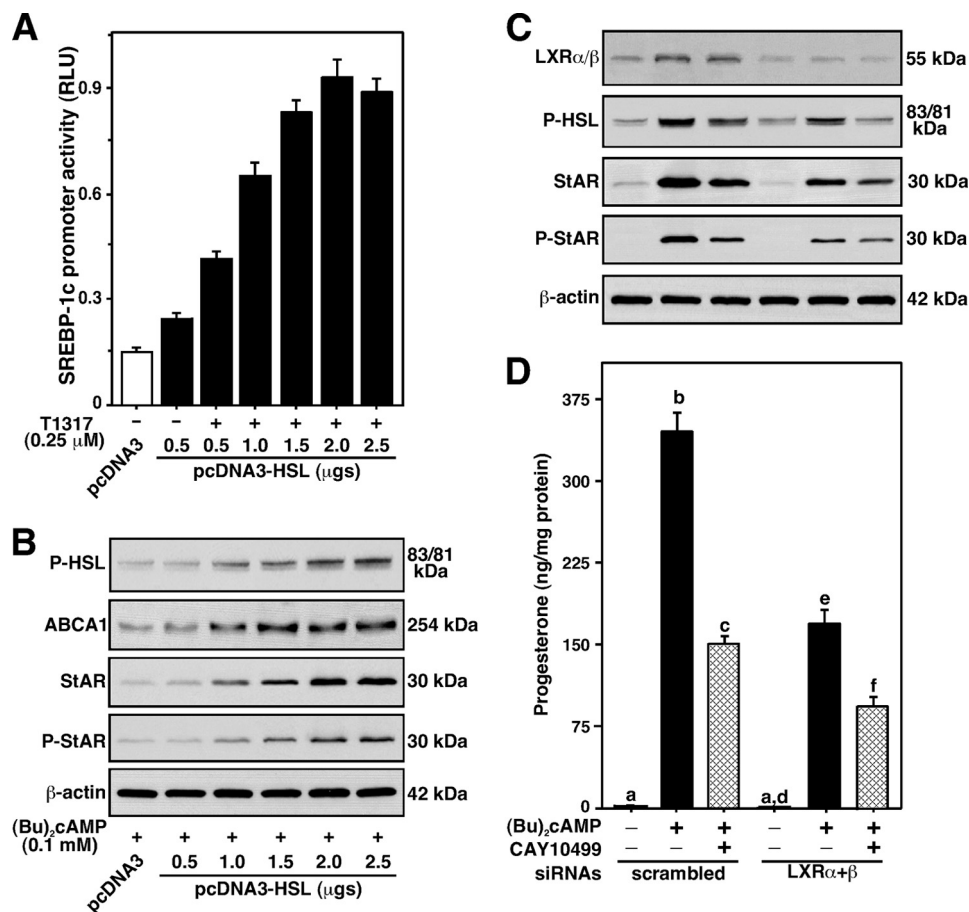 A
SREBP-1c promoter activity (RLU)
0.9
0.6
0.3
0
T1317 − − + + + + +
(0.25 μM)
pcDNA3 0.5 0.5 1.0 1.5 2.0 2.5
pcDNA3-HSL (μgs)
B
P-HSL 83/81 kDa
ABCA1 254 kDa
StAR 30 kDa
P-StAR 30 kDa
β-actin 42 kDa
(Bu)₂cAMP + + + + + +
(0.1 mM)
pcDNA3 0.5 1.0 1.5 2.0 2.5
pcDNA3-HSL (μgs)
C
LXRα/β 55 kDa
P-HSL 83/81 kDa
StAR 30 kDa
P-StAR 30 kDa
β-actin 42 kDa
D
Progesterone (ng/mg protein)
375
300
225
150
75
0
a b c a,d e f
(Bu)₂cAMP − + + − + +
CAY10499 − − + − − +
siRNAs scrambled LXRα+β